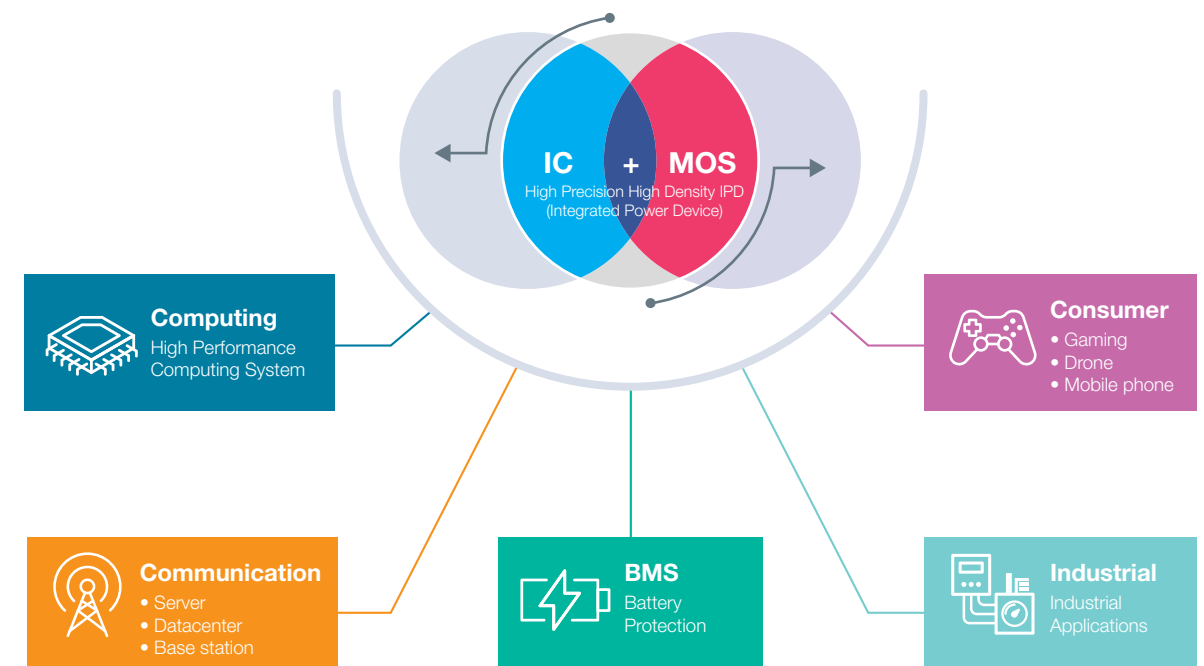 IC + MOS
High Precision High Density IPD
(Integrated Power Device)
Computing
High Performance
Computing System
Consumer
• Gaming
• Drone
• Mobile phone
Communication
• Server
• Datacenter
• Base station
BMS
Battery
Protection
Industrial
Industrial
Applications